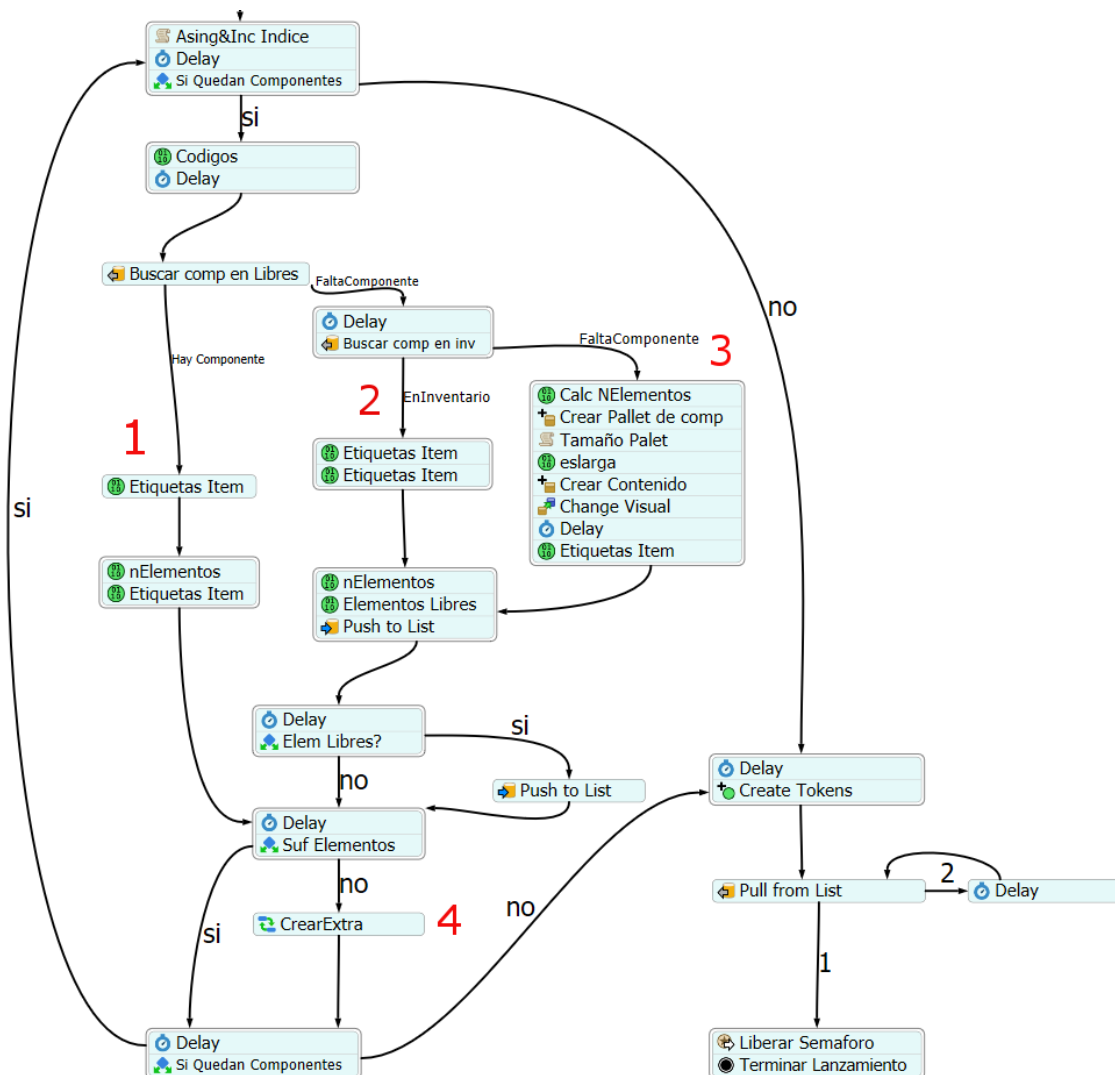 Asing&Inc Indice
Delay
Si Quedan Componentes
si
Codigos
Delay
Buscar comp en Libres
FaltaComponente
no
Delay
Buscar comp en inv
FaltaComponente
3
Hay Componente
1
2
EnInventario
Calc NElementos
Crear Pallet de comp
Tamaño Palet
eslarga
Crear Contenido
Change Visual
Delay
Etiquetas Item
Etiquetas Item
Etiquetas Item
Etiquetas Item
si
nElementos
Etiquetas Item
nElementos
Elementos Libres
Push to List
Delay
Elem Libres?
si
no
Push to List
Delay
Create Tokens
Delay
Suf Elementos
no
si
CrearExtra
4
no
Pull from List
2
Delay
1
Delay
Si Quedan Componentes
Liberar Semaforo
Terminar Lanzamiento